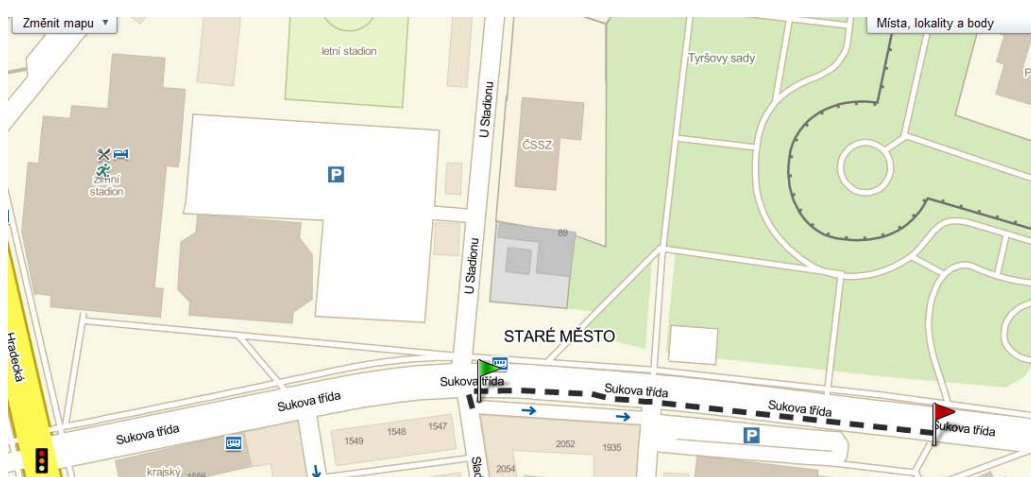 Změnit mapu
Místa, lokality a body
letní stadion
U Stadionu
Tyršovy sady
P
ČSSZ
P
zimní
stadion
89
U Stadionu
STARÉ MĚSTO
Hradecká
Sukova třída
Sukova třída
Sukova třída
Sukova třída
Sukova třída
Sukova třída
1547
1548
1549
2052
1935
P
krajský
1556
2054